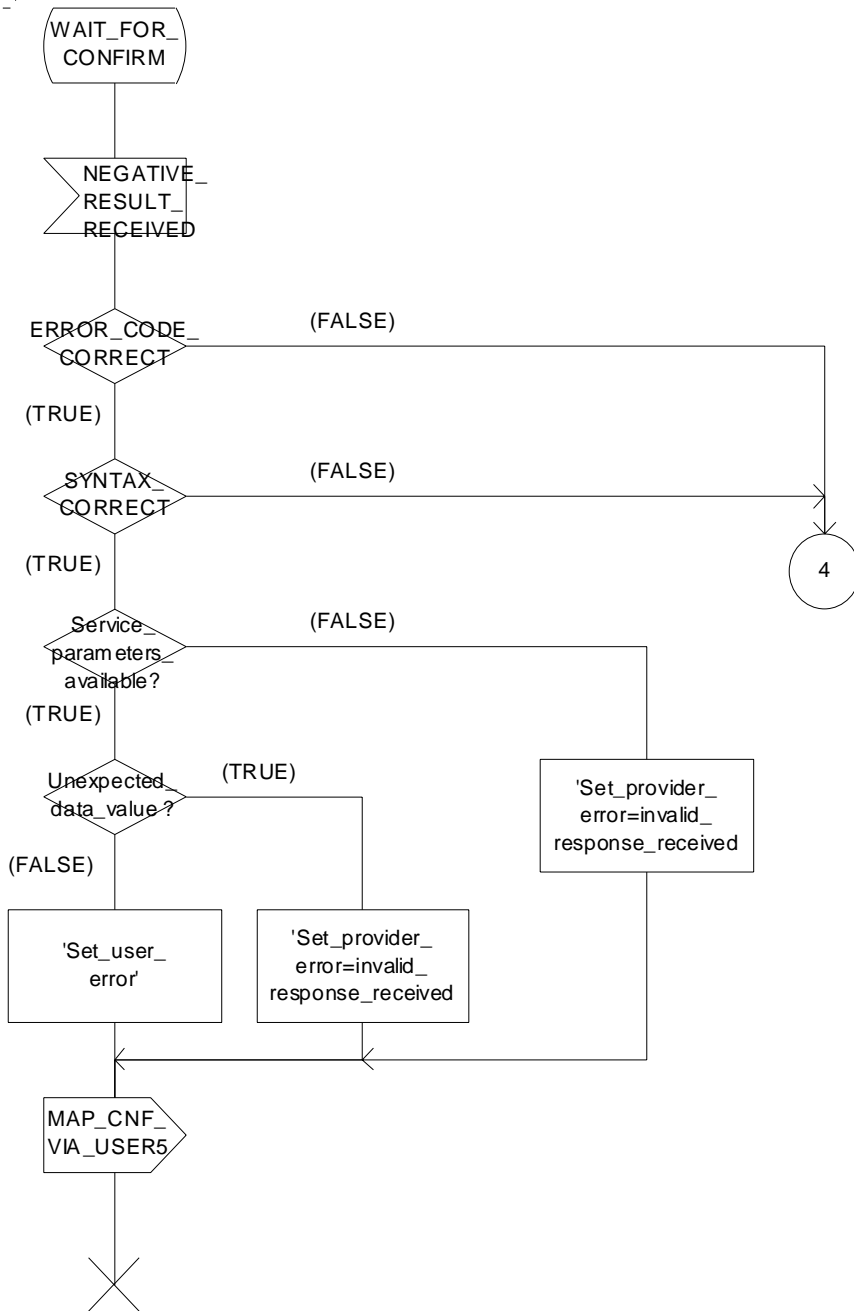 WAIT_FOR_
CONFIRM
NEGATIVE_
RESULT_
RECEIVED
ERROR_CODE_
CORRECT
(FALSE)
(TRUE)
SYNTAX_
CORRECT
(FALSE)
(TRUE)
4
Service_
parameters_
available?
(FALSE)
(TRUE)
Unexpected_
data_value ?
(TRUE)
(FALSE)
'Set_provider_
error=invalid_
response_received
'Set_user_
error'
'Set_provider_
error=invalid_
response_received
MAP_CNF_
VIA_USER5